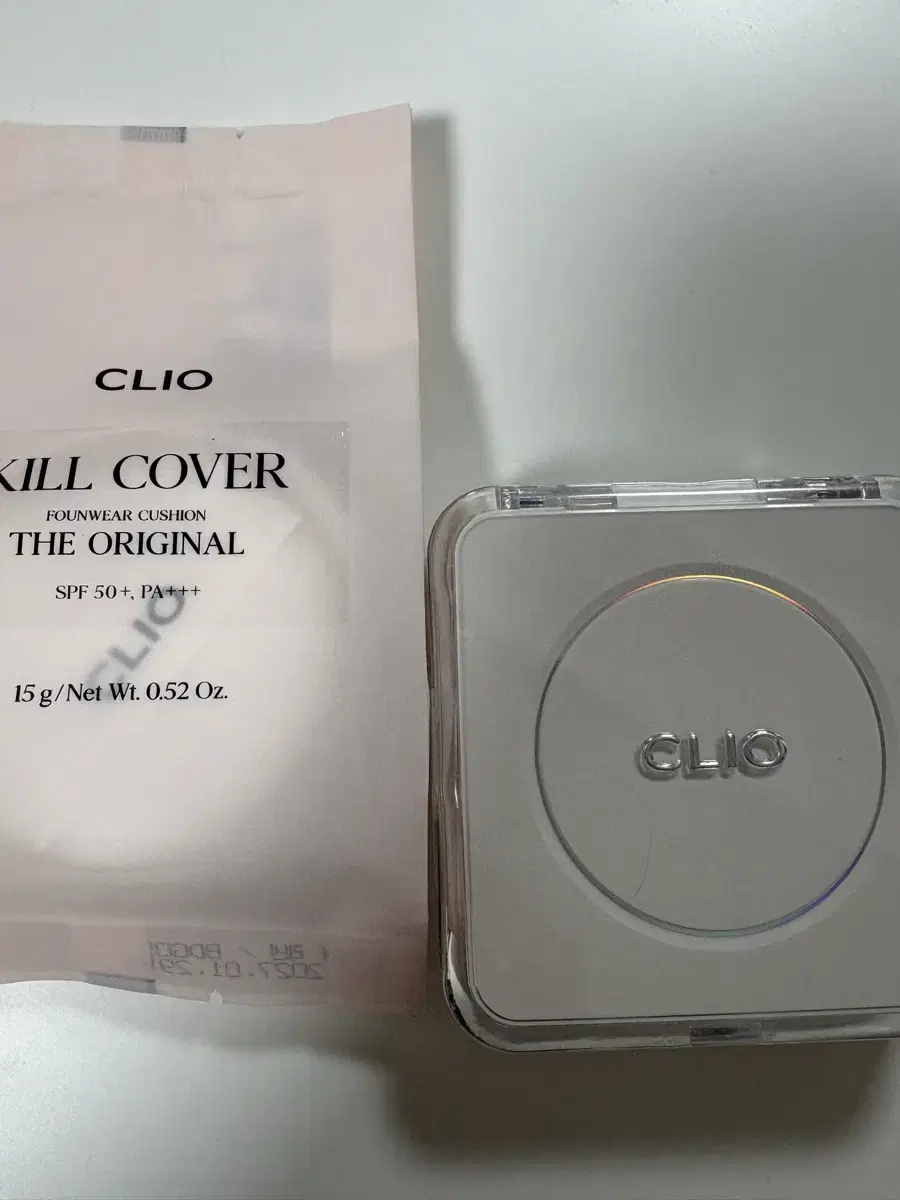 CLIO
KILL COVER
FOUNWEAR CUSHION
THE ORIGINAL
SPF 50+, PA+++
CLIO
15 g/Net Wt. 0.52 Oz.
2027.01.29
CLIO